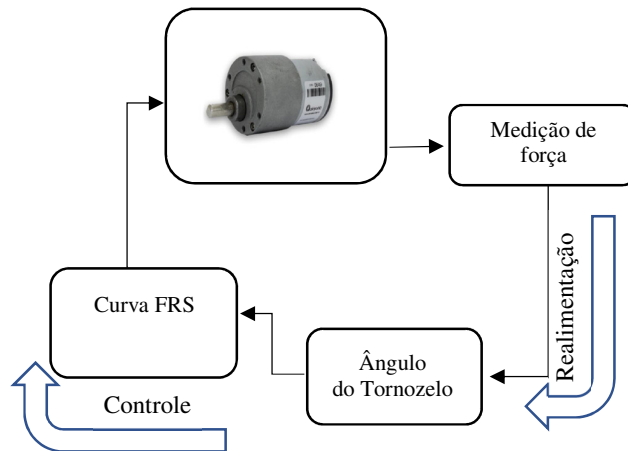 Medição de
força
Realimentação
Curva FRS
Ângulo
do Tornozelo
Controle